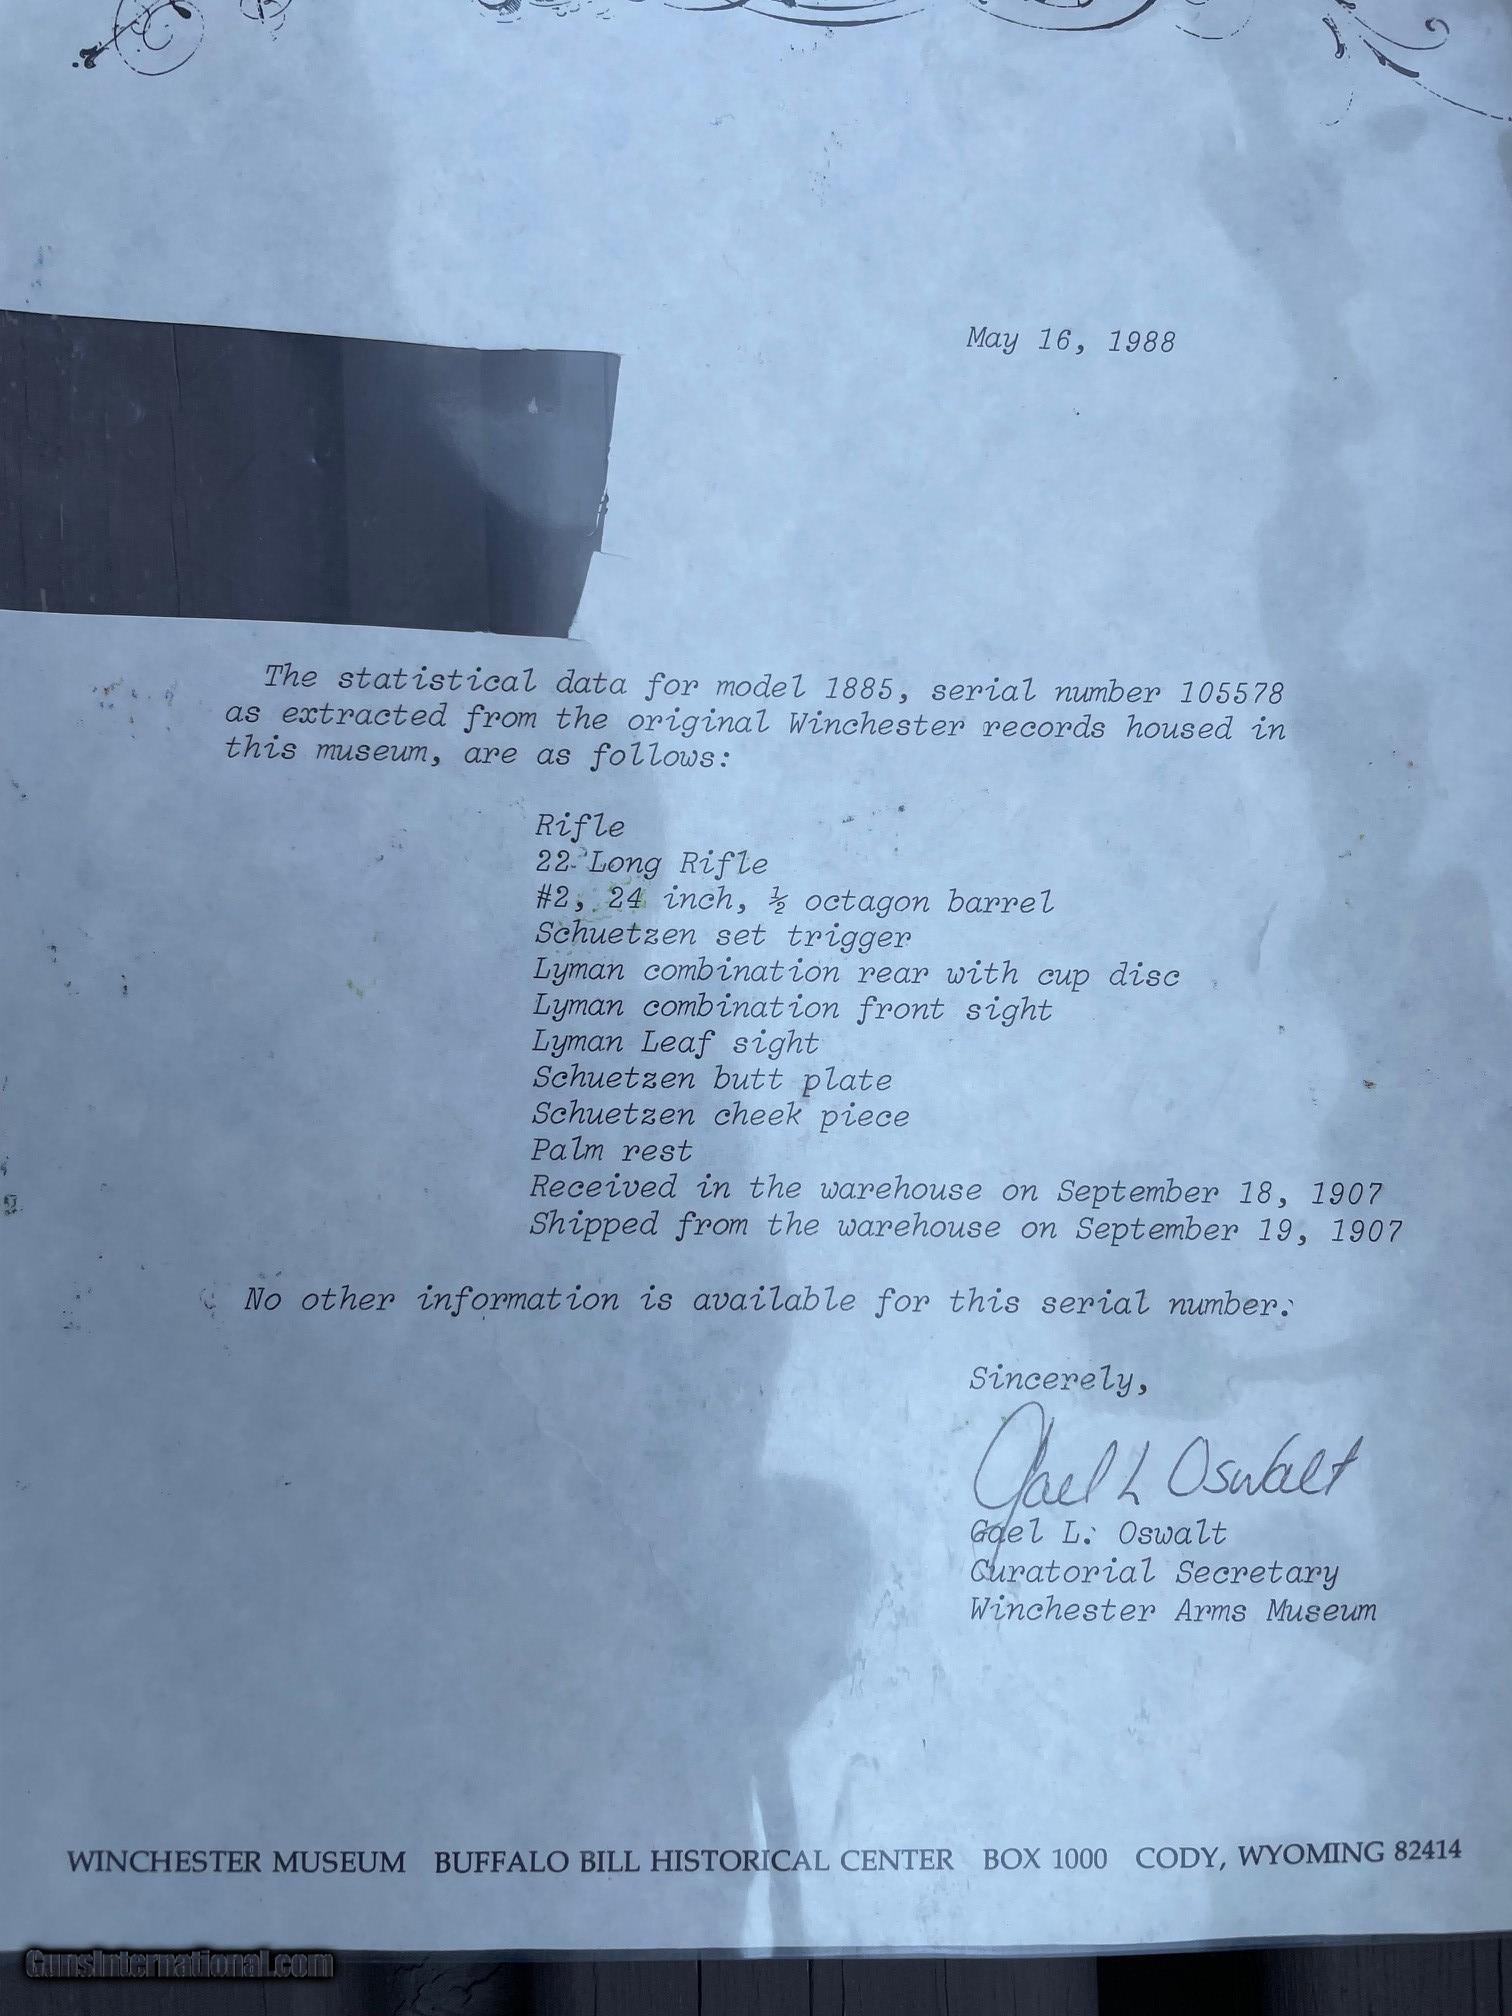 May 16, 1988
The statistical data for model 1885, serial number 105578
as extracted from the original Winchester records housed in
this museum, are as follows:
Rifle
22 Long Rifle
#2, 24 inch, ½ octagon barrel
Schuetzen set trigger
Lyman combination rear with cup disc
Lyman combination front sight
Lyman Leaf sight
Schuetzen butt plate
Schuetzen cheek piece
Palm rest
Received in the warehouse on September 18, 1907
Shipped from the warehouse on September 19, 1907
No other information is available for this serial number.
Sincerely,
Gael L Oswalt
Gael L. Oswalt
Curatorial Secretary
Winchester Arms Museum
WINCHESTER MUSEUM BUFFALO BILL HISTORICAL CENTER BOX 1000 CODY, WYOMING 82414
GunsInternational.com